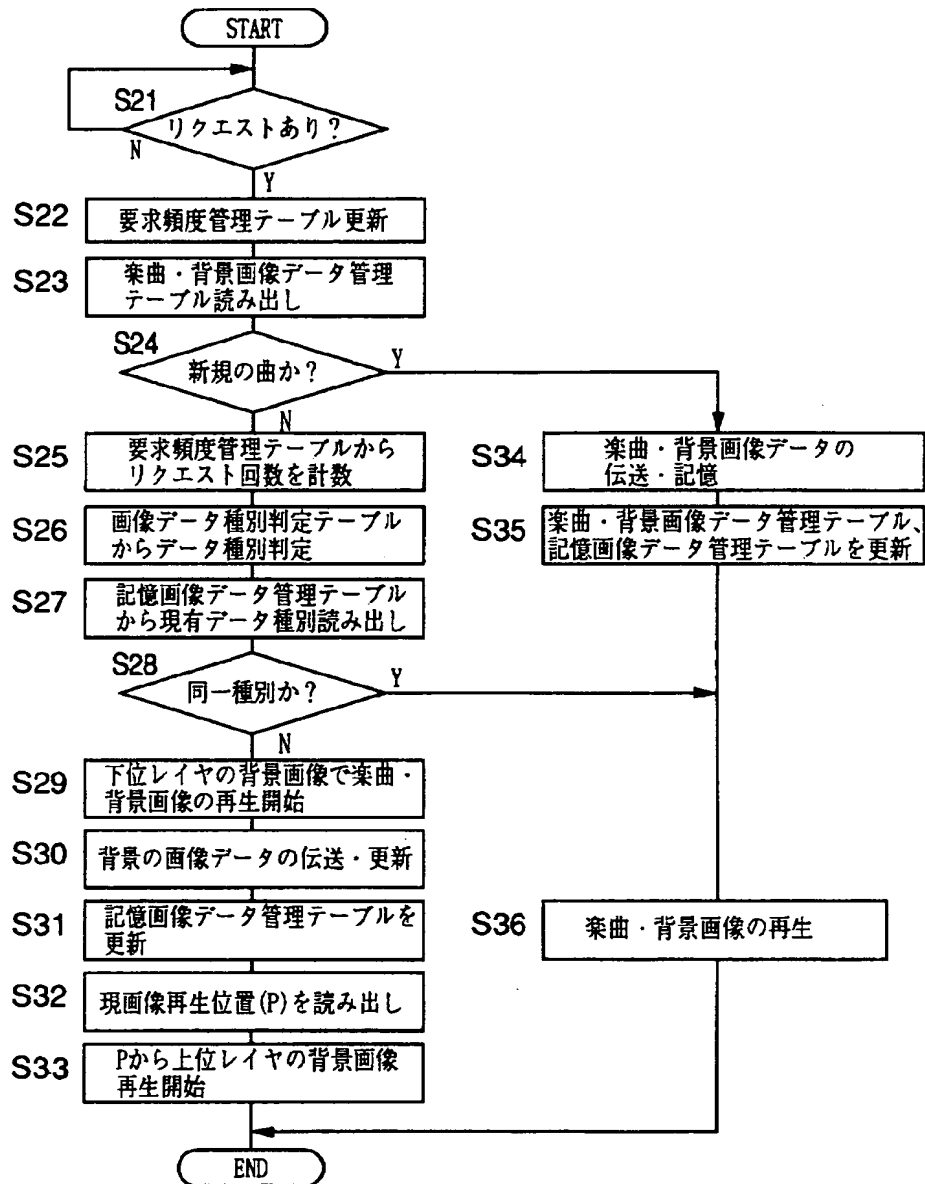 START
S21
リクエストあり?
N
Y
S22
要求頻度管理テーブル更新
S23
楽曲・背景画像データ管理
テーブル読み出し
S24
新規の曲か?
Y
N
S25
要求頻度管理テーブルから
リクエスト回数を計数
S34
楽曲・背景画像データの
伝送・記憶
S26
画像データ種別判定テーブル
からデータ種別判定
S35
楽曲・背景画像データ管理テーブル、
記憶画像データ管理テーブルを更新
S27
記憶画像データ管理テーブル
から現有データ種別読み出し
S28
同一種別か?
Y
N
S29
下位レイヤの背景画像で楽曲・
背景画像の再生開始
S30
背景の画像データの伝送・更新
S31
記憶画像データ管理テーブルを
更新
S36
楽曲・背景画像の再生
S32
現画像再生位置(P)を読み出し
S33
Pから上位レイヤの背景画像
再生開始
END